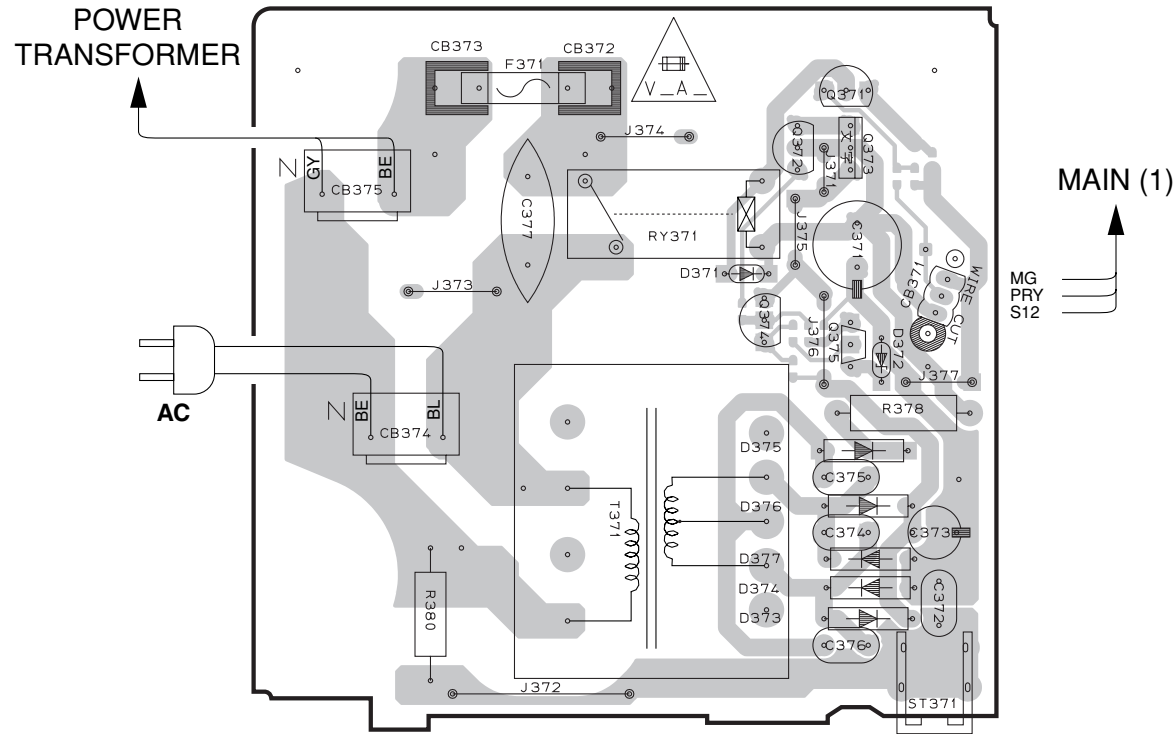 POWER
TRANSFORMER
CB373
CB372
F371
V_A_
Q371
J374
Q372
Q373
J371
N
GY
BE
CB375
MAIN (1)
C377
RY371
J375
C371
D371
CB371
WIRE CUT
MG
PRY
S12
J373
Q374
J376
Q375
D372
J377
AC
N
BE
BL
CB374
R378
D375
C375
D376
T371
C374
C373
D377
D374
R380
C372
D373
C376
J372
ST371